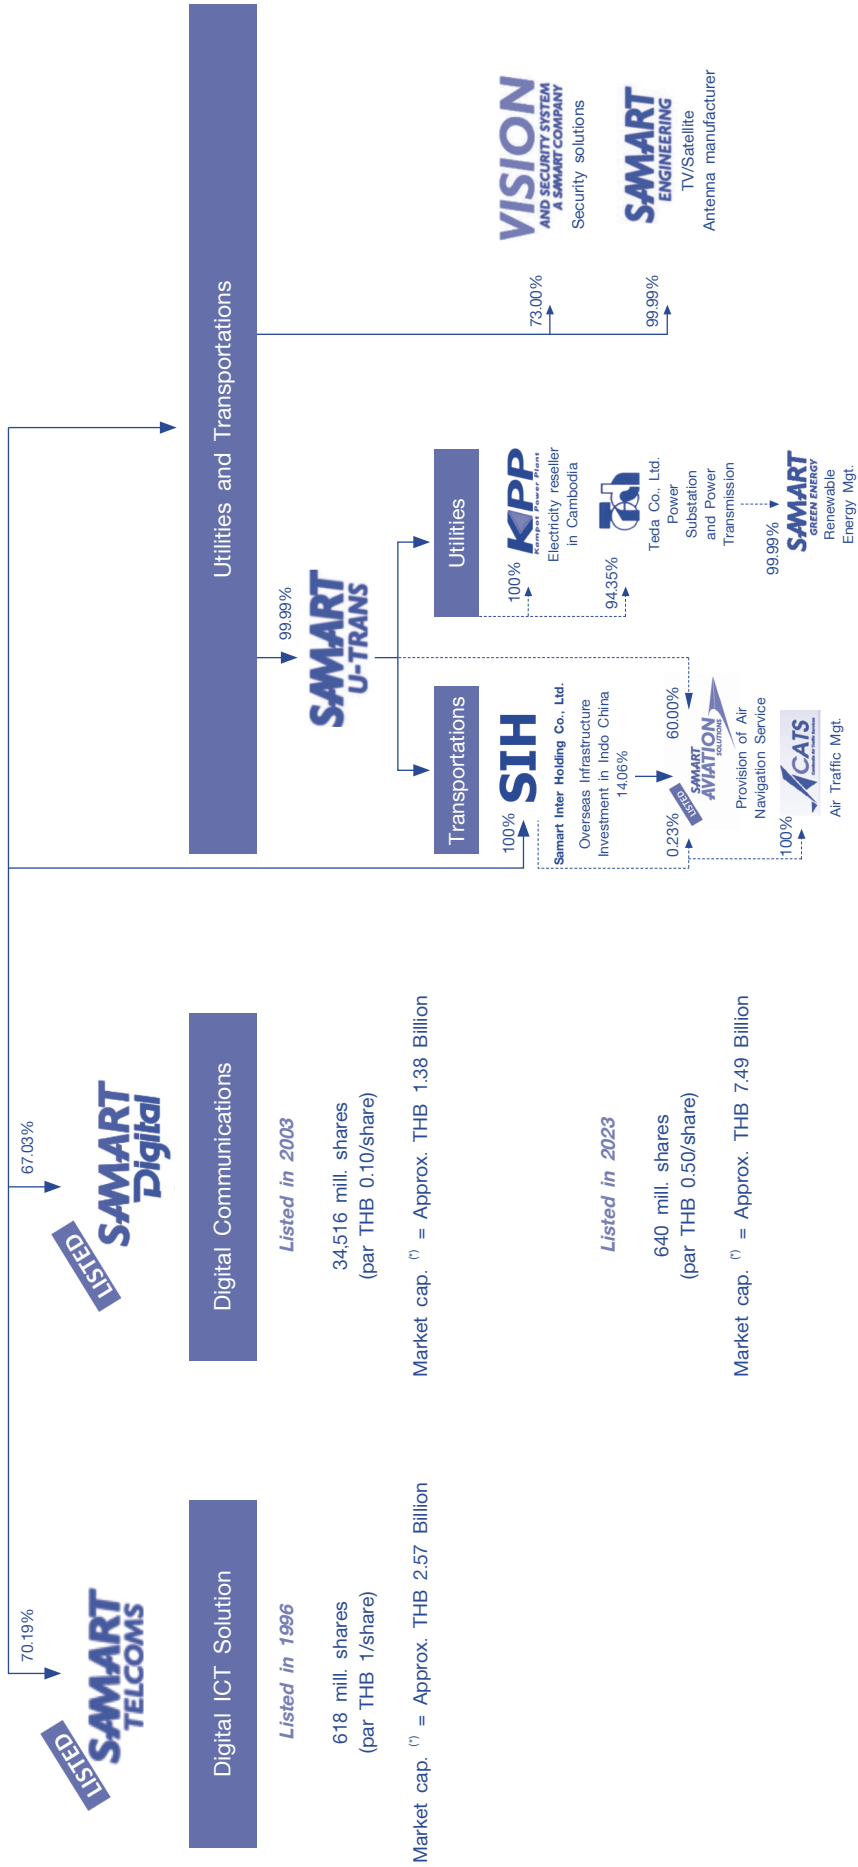 70.19%
LISTED
SAMART
TELCOMS
Digital ICT Solution
Listed in 1996
618 mill. shares
(par THB 1/share)
Market cap. (*) = Approx. THB 2.57 Billion
67.03%
LISTED
SAMART
Digital
Digital Communications
Listed in 2003
34,516 mill. shares
(par THB 0.10/share)
Market cap. (*) = Approx. THB 1.38 Billion
Listed in 2023
640 mill. shares
(par THB 0.50/share)
Market cap. (*) = Approx. THB 7.49 Billion
Utilities and Transportations
99.99%
SAMART
U-TRANS
Transportations
100%
SIH
Samart Inter Holding Co., Ltd.
Overseas Infrastructure
Investment in Indo China
14.06%
0.23%
60.00%
LISTED
SAMART
AVIATION
SOLUTIONS
Provision of Air
Navigation Service
100%
CATS
Cambodia Air Traffic Services
Air Traffic Mgt.
Utilities
100%
KPP
Kampot Power Plant
Electricity reseller
in Cambodia
94.35%
Teda
Teda Co., Ltd.
Power
Substation
and Power
Transmission
99.99%
SAMART
GREEN ENERGY
Renewable
Energy Mgt.
73.00%
VISION
AND SECURITY SYSTEM
A SAMART COMPANY
Security solutions
99.99%
SAMART
ENGINEERING
TV/Satellite
Antenna manufacturer